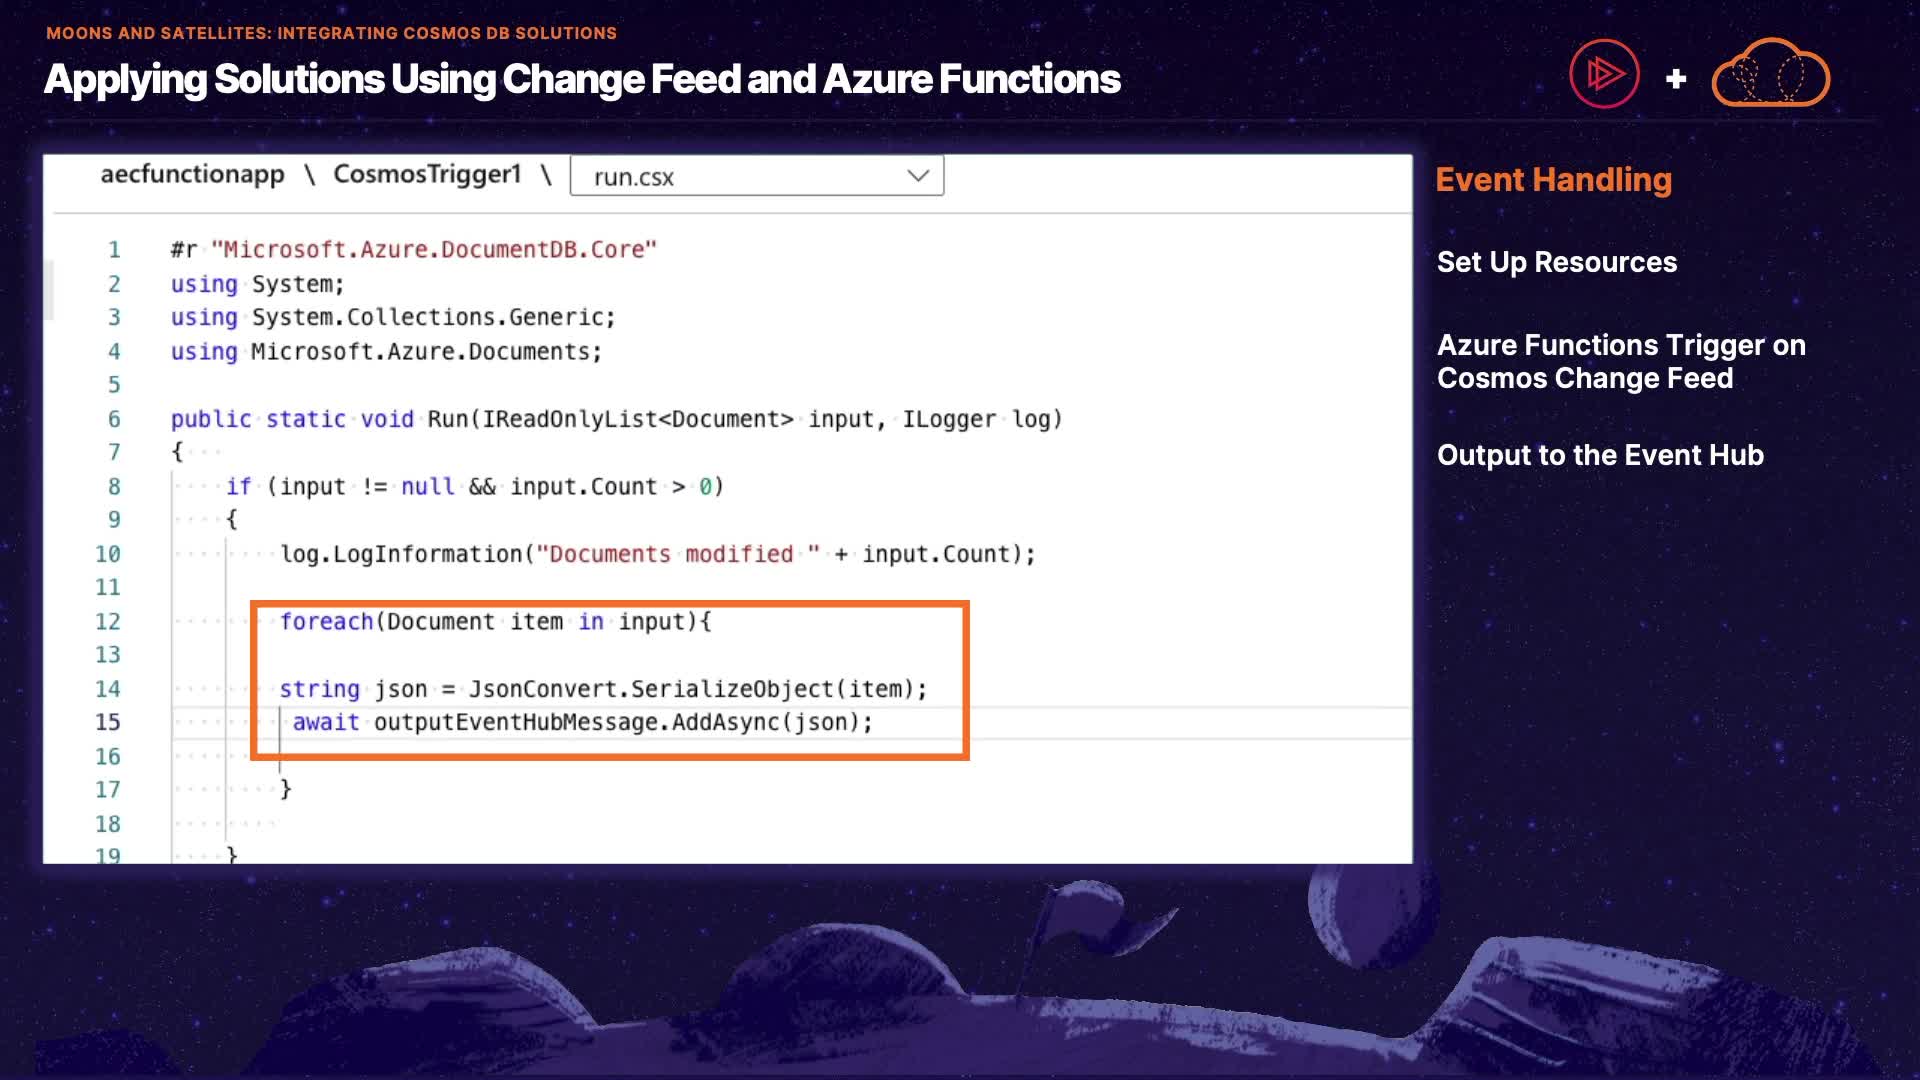 MOONS AND SATELLITES: INTEGRATING COSMOS DB SOLUTIONS
Applying Solutions Using Change Feed and Azure Functions
+
aecfunctionapp \ CosmosTrigger1 \ run.csx
1 #r "Microsoft.Azure.DocumentDB.Core"
2 using System;
3 using System.Collections.Generic;
4 using Microsoft.Azure.Documents;
5
6 public static void Run(IReadOnlyList<Document> input, ILogger log)
7 {
8 if (input != null && input.Count > 0)
9 {
10 log.LogInformation("Documents modified " + input.Count);
11
12 foreach(Document item in input){
13
14 string json = JsonConvert.SerializeObject(item);
15 await outputEventHubMessage.AddAsync(json);
16
17 }
18
19 }
Event Handling
Set Up Resources
Azure Functions Trigger on
Cosmos Change Feed
Output to the Event Hub